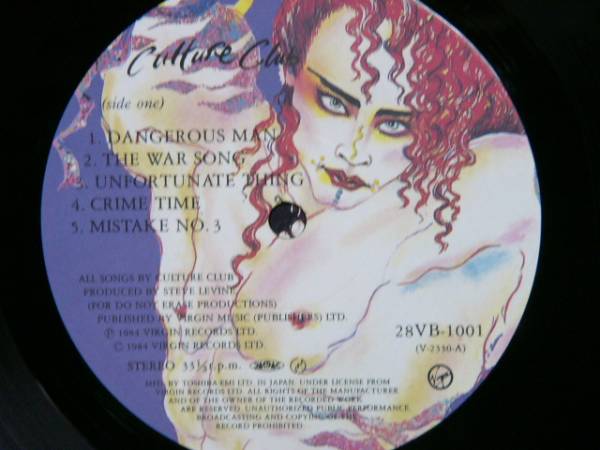 Culture Club
(side one)
1. DANGEROUS MAN
2. THE WAR SONG
3. UNFORTUNATE THING
4. CRIME TIME
5. MISTAKE NO. 3
ALL SONGS BY CULTURE CLUB
PRODUCED BY STEVE LEVINE
(FOR DO NOT ERASE PRODUCTIONS)
PUBLISHED BY VIRGIN MUSIC (PUBLISHERS) LTD.
℗ 1984 VIRGIN RECORDS LTD.
© 1984 VIRGIN RECORDS LTD.
28VB-1001
(V-2330-A)
STEREO 33⅓ r.p.m.
Virgin
MFD. BY TOSHIBA-EMI LTD. IN JAPAN. UNDER LICENSE FROM
VIRGIN RECORDS LTD. ALL RIGHTS OF THE MANUFACTURER
AND OF THE OWNER OF THE RECORDED WORK
ARE RESERVED. UNAUTHORIZED PUBLIC PERFORMANCE
BROADCASTING AND COPYING OF THIS
RECORD PROHIBITED